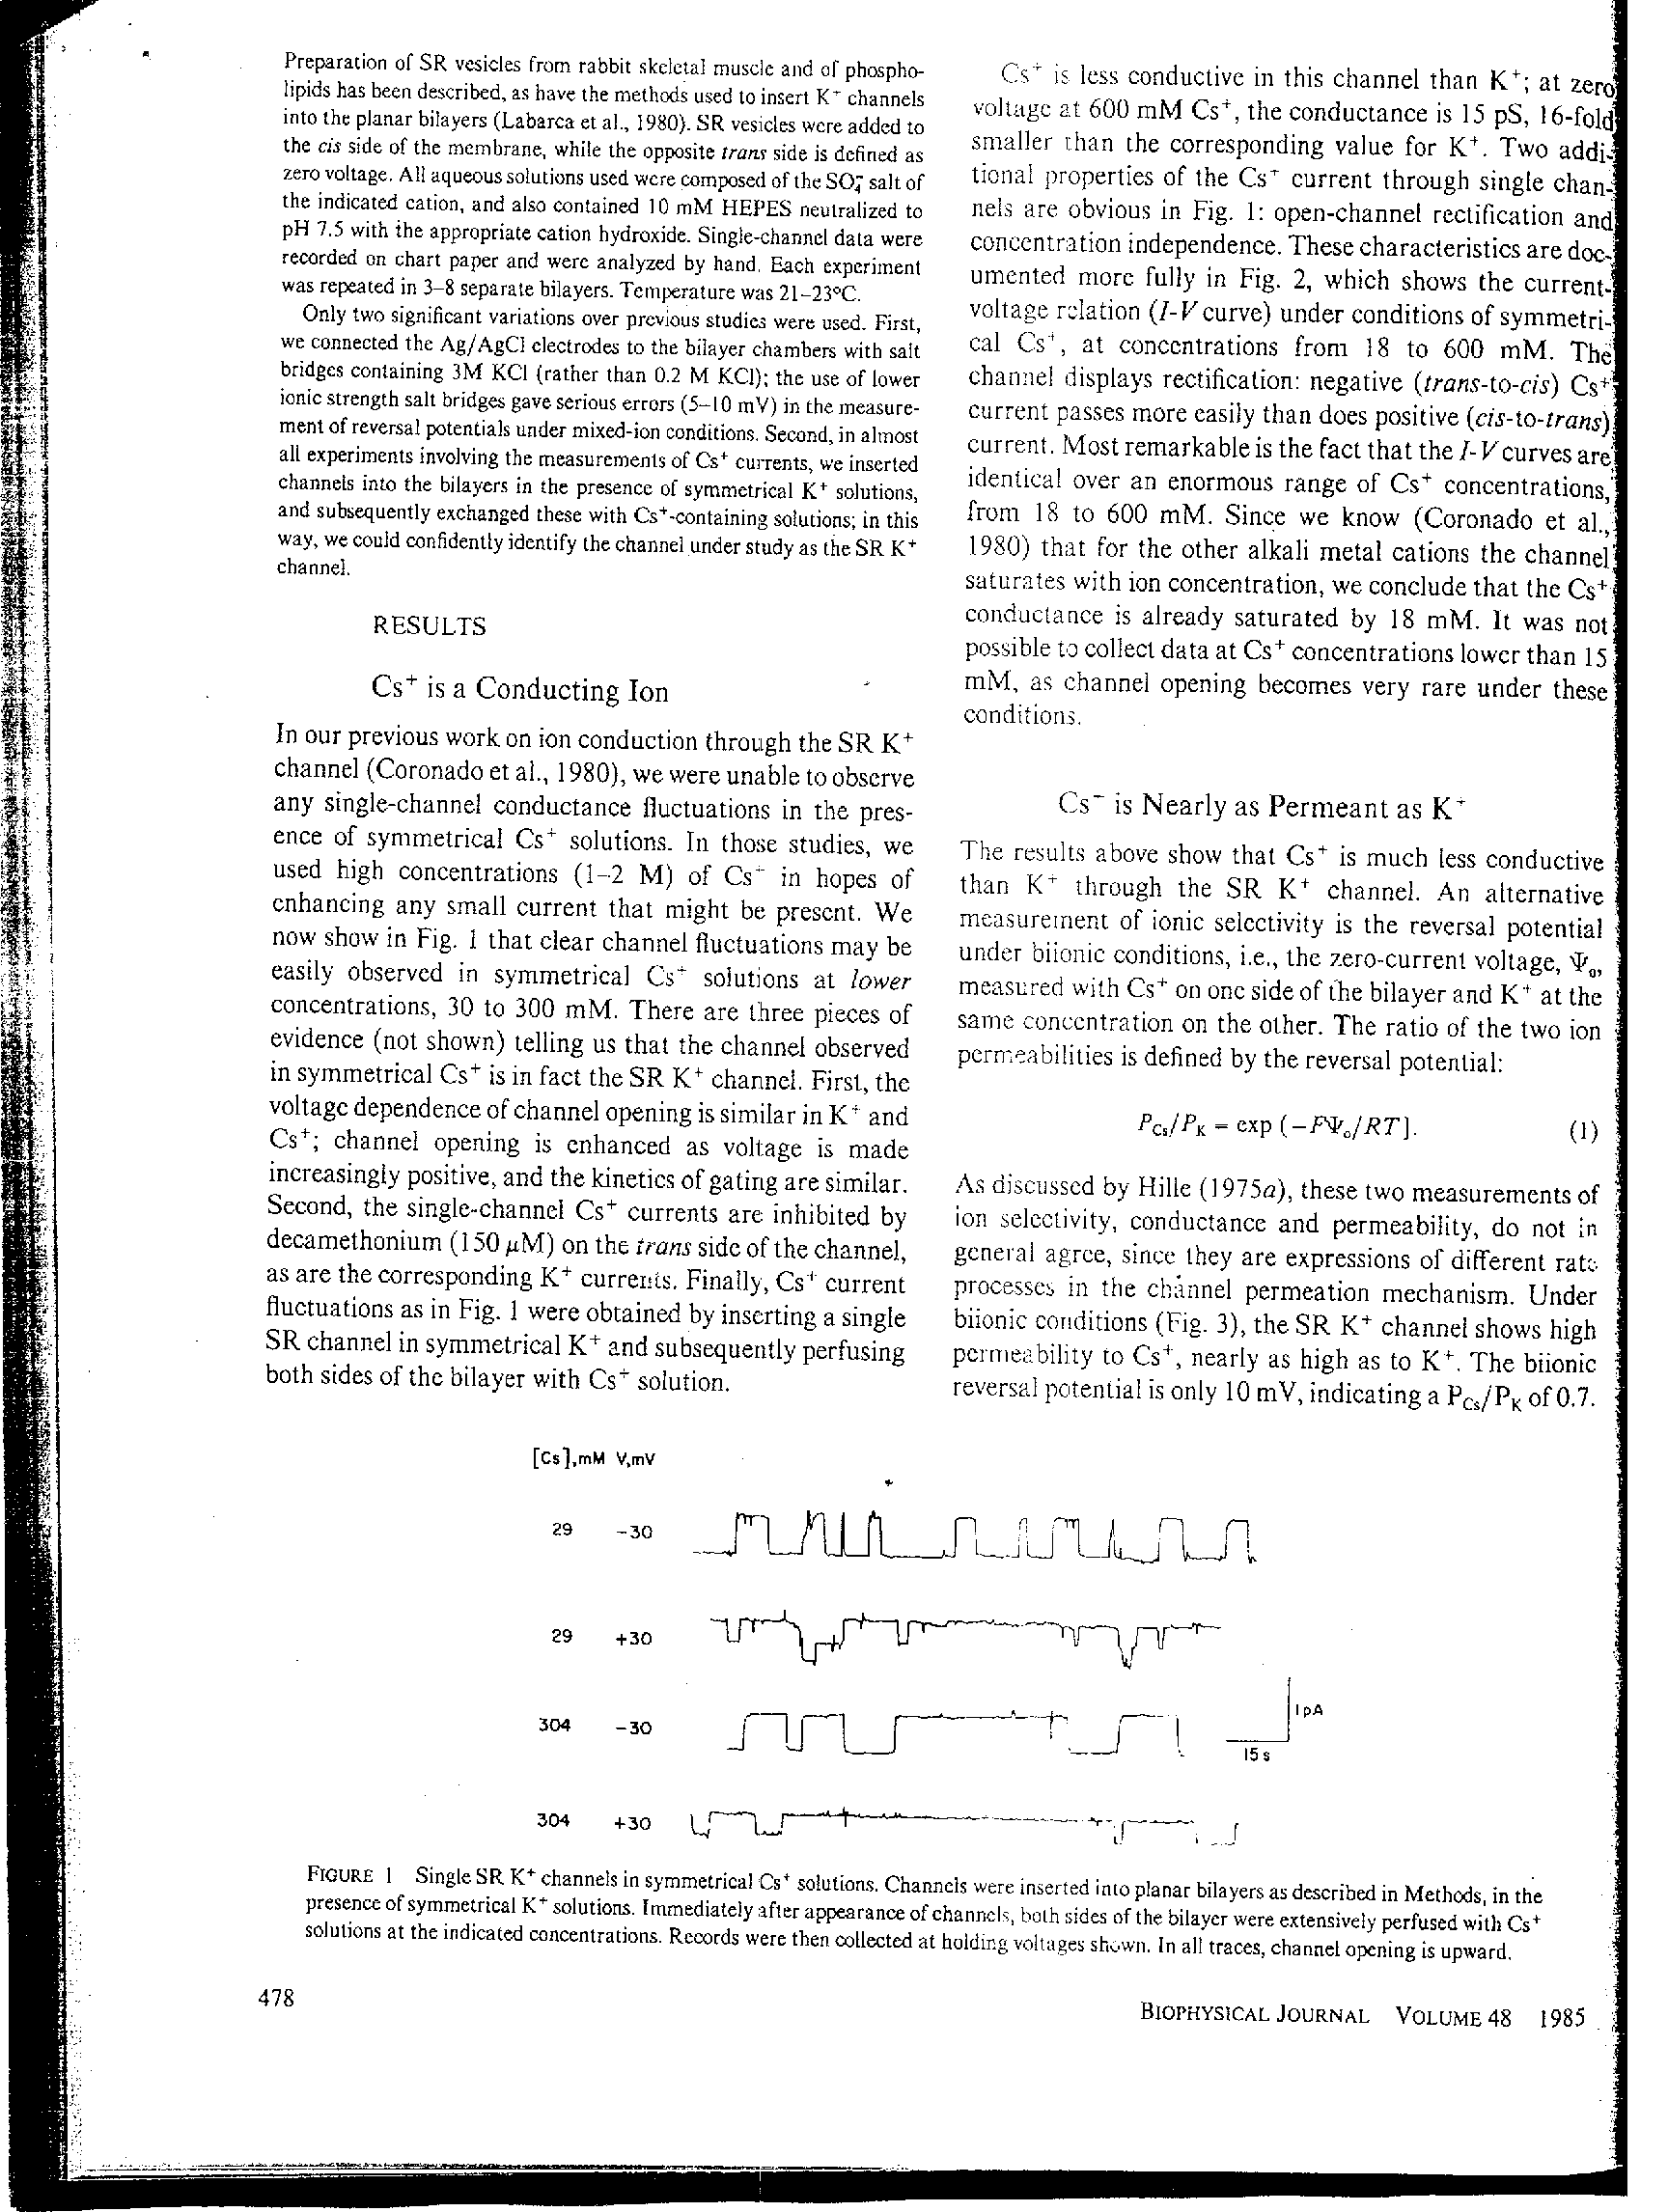 Preparation of SR vesicles from rabbit skeletal muscle and of phospho-
lipids has been described, as have the methods used to insert K⁺ channels
into the planar bilayers (Labarca et al., 1980). SR vesicles were added to
the cis side of the membrane, while the opposite trans side is defined as
zero voltage. All aqueous solutions used were composed of the SO₄⁼ salt of
the indicated cation, and also contained 10 mM HEPES neutralized to
pH 7.5 with the appropriate cation hydroxide. Single-channel data were
recorded on chart paper and were analyzed by hand. Each experiment
was repeated in 3–8 separate bilayers. Temperature was 21–23°C.
Only two significant variations over previous studies were used. First,
we connected the Ag/AgCl electrodes to the bilayer chambers with salt
bridges containing 3M KCl (rather than 0.2 M KCl); the use of lower
ionic strength salt bridges gave serious errors (5–10 mV) in the measure-
ment of reversal potentials under mixed-ion conditions. Second, in almost
all experiments involving the measurements of Cs⁺ currents, we inserted
channels into the bilayers in the presence of symmetrical K⁺ solutions,
and subsequently exchanged these with Cs⁺-containing solutions; in this
way, we could confidently identify the channel under study as the SR K⁺
channel.
RESULTS
Cs⁺ is a Conducting Ion
In our previous work on ion conduction through the SR K⁺
channel (Coronado et al., 1980), we were unable to observe
any single-channel conductance fluctuations in the pres-
ence of symmetrical Cs⁺ solutions. In those studies, we
used high concentrations (1–2 M) of Cs⁺ in hopes of
enhancing any small current that might be present. We
now show in Fig. 1 that clear channel fluctuations may be
easily observed in symmetrical Cs⁺ solutions at lower
concentrations, 30 to 300 mM. There are three pieces of
evidence (not shown) telling us that the channel observed
in symmetrical Cs⁺ is in fact the SR K⁺ channel. First, the
voltage dependence of channel opening is similar in K⁺ and
Cs⁺; channel opening is enhanced as voltage is made
increasingly positive, and the kinetics of gating are similar.
Second, the single-channel Cs⁺ currents are inhibited by
decamethonium (150 μM) on the trans side of the channel,
as are the corresponding K⁺ currents. Finally, Cs⁺ current
fluctuations as in Fig. 1 were obtained by inserting a single
SR channel in symmetrical K⁺ and subsequently perfusing
both sides of the bilayer with Cs⁺ solution.
Cs⁺ is less conductive in this channel than K⁺; at zero
voltage at 600 mM Cs⁺, the conductance is 15 pS, 16-fold
smaller than the corresponding value for K⁺. Two addi-
tional properties of the Cs⁺ current through single chan-
nels are obvious in Fig. 1: open-channel rectification and
concentration independence. These characteristics are doc-
umented more fully in Fig. 2, which shows the current-
voltage relation (I-V curve) under conditions of symmetri-
cal Cs⁺, at concentrations from 18 to 600 mM. The
channel displays rectification: negative (trans-to-cis) Cs⁺
current passes more easily than does positive (cis-to-trans)
current. Most remarkable is the fact that the I-V curves are
identical over an enormous range of Cs⁺ concentrations,
from 18 to 600 mM. Since we know (Coronado et al.,
1980) that for the other alkali metal cations the channel
saturates with ion concentration, we conclude that the Cs⁺
conductance is already saturated by 18 mM. It was not
possible to collect data at Cs⁺ concentrations lower than 15
mM, as channel opening becomes very rare under these
conditions.
Cs⁺ is Nearly as Permeant as K⁺
The results above show that Cs⁺ is much less conductive
than K⁺ through the SR K⁺ channel. An alternative
measurement of ionic selectivity is the reversal potential
under biionic conditions, i.e., the zero-current voltage, Ψₒ,
measured with Cs⁺ on one side of the bilayer and K⁺ at the
same concentration on the other. The ratio of the two ion
permeabilities is defined by the reversal potential:
P_Cs/P_K = exp (−FΨₒ/RT]. (1)
As discussed by Hille (1975a), these two measurements of
ion selectivity, conductance and permeability, do not in
general agree, since they are expressions of different rate
processes in the channel permeation mechanism. Under
biionic conditions (Fig. 3), the SR K⁺ channel shows high
permeability to Cs⁺, nearly as high as to K⁺. The biionic
reversal potential is only 10 mV, indicating a P_Cs/P_K of 0.7.
[Cs],mM V,mV
29 -30
29 +30
304 -30
1pA
15 s
304 +30
FIGURE 1 Single SR K⁺ channels in symmetrical Cs⁺ solutions. Channels were inserted into planar bilayers as described in Methods, in the
presence of symmetrical K⁺ solutions. Immediately after appearance of channels, both sides of the bilayer were extensively perfused with Cs⁺
solutions at the indicated concentrations. Records were then collected at holding voltages shown. In all traces, channel opening is upward.
478
BIOPHYSICAL JOURNAL VOLUME 48 1985